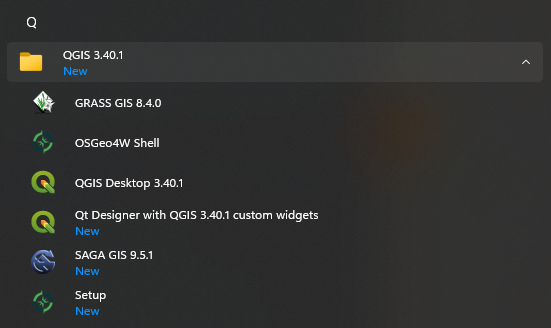 Q
QGIS 3.40.1
New
GRASS GIS 8.4.0
OSGeo4W Shell
QGIS Desktop 3.40.1
Qt Designer with QGIS 3.40.1 custom widgets
New
SAGA GIS 9.5.1
New
Setup
New